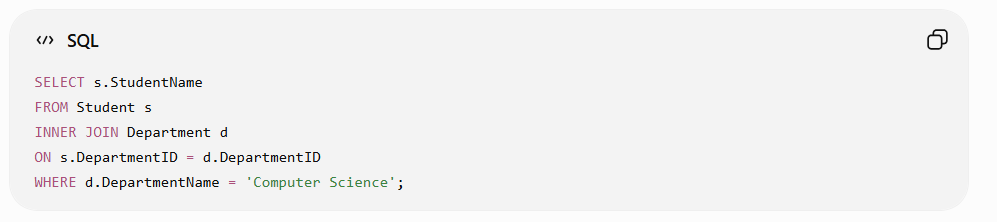 </> SQL
SELECT s.StudentName
FROM Student s
INNER JOIN Department d
ON s.DepartmentID = d.DepartmentID
WHERE d.DepartmentName = 'Computer Science';